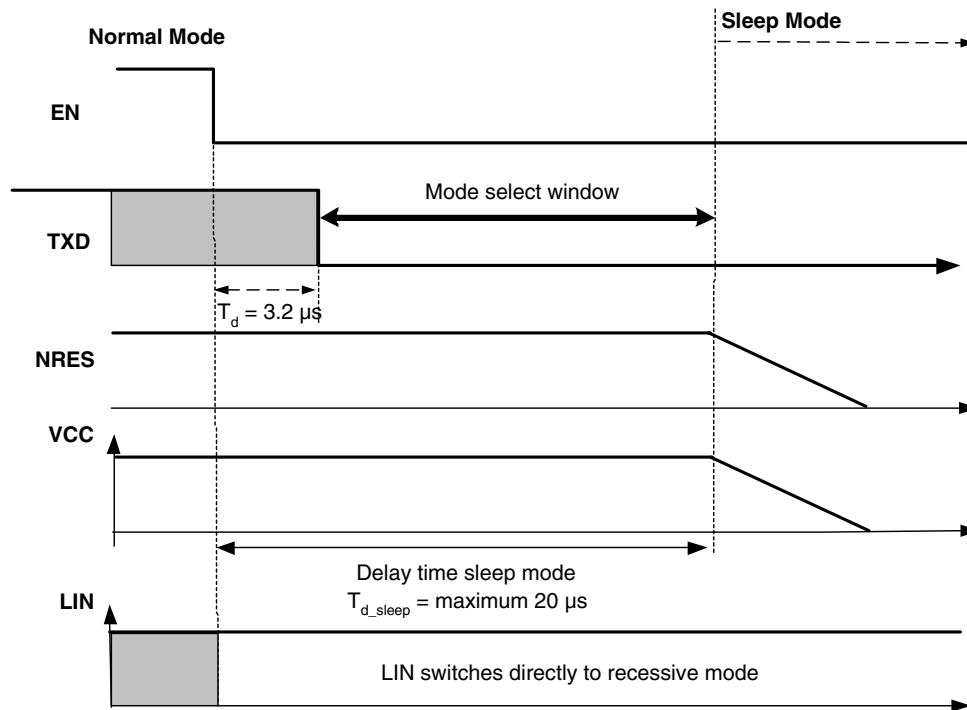 Sleep Mode
Normal Mode
EN
Mode select window
TXD
T_d = 3.2 µs
NRES
VCC
Delay time sleep mode
T_d_sleep = maximum 20 µs
LIN
LIN switches directly to recessive mode